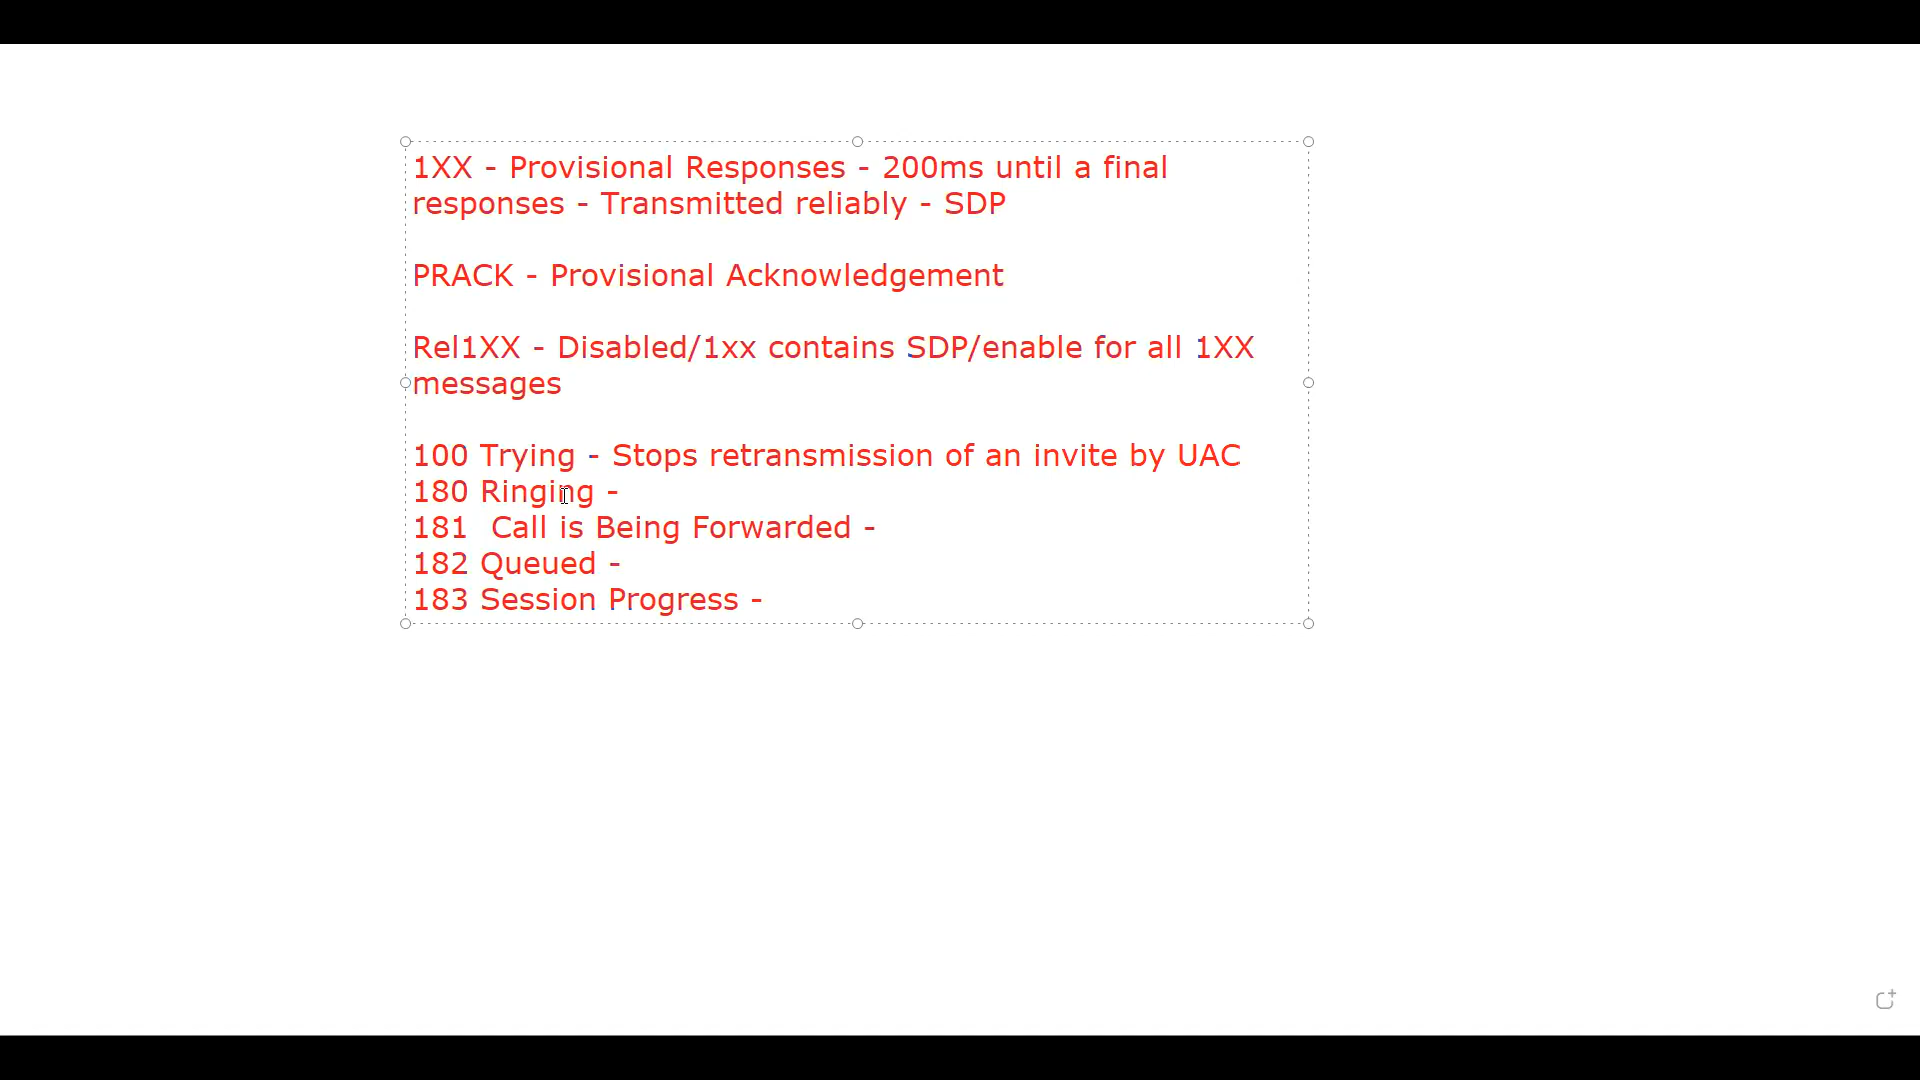 1XX - Provisional Responses - 200ms until a final
responses - Transmitted reliably - SDP
PRACK - Provisional Acknowledgement
Rel1XX - Disabled/1xx contains SDP/enable for all 1XX
messages
100 Trying - Stops retransmission of an invite by UAC
180 Ringing -
181  Call is Being Forwarded -
182 Queued -
183 Session Progress -